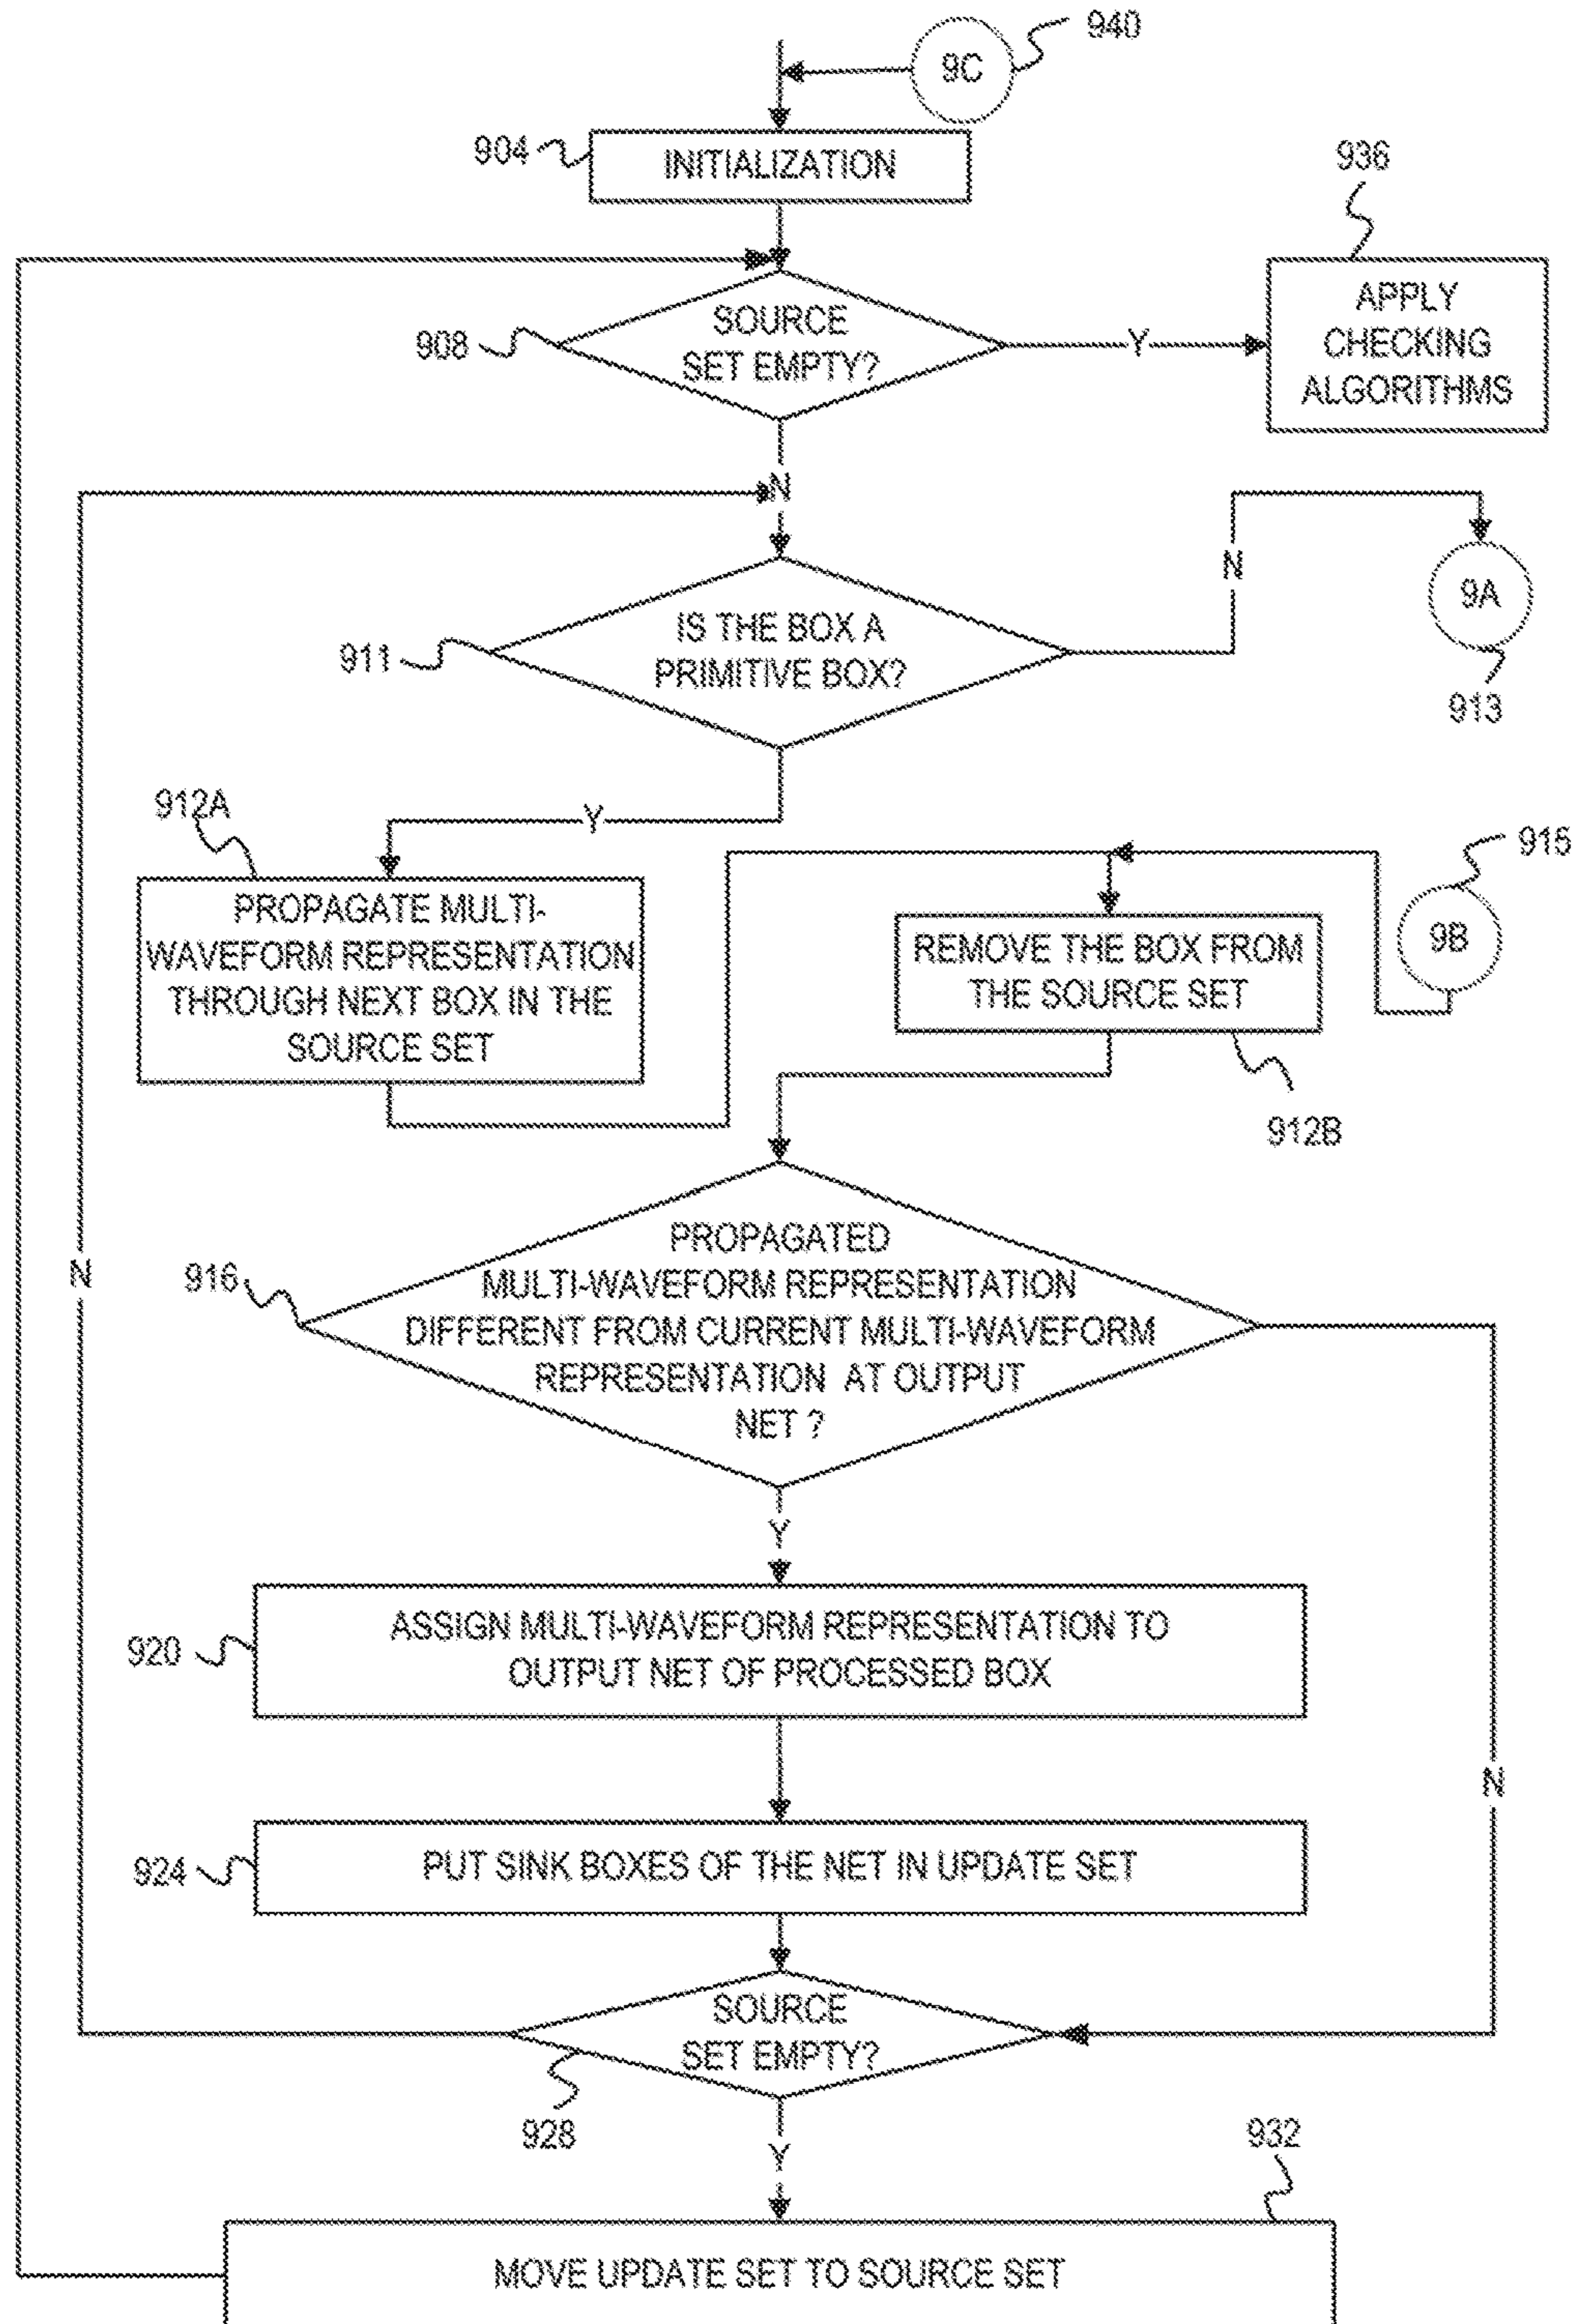 940
9C
904
INITIALIZATION
936
APPLY
CHECKING
ALGORITHMS
908
SOURCE
SET EMPTY?
Y
N
N
9A
913
911
IS THE BOX A
PRIMITIVE BOX?
912A
Y
915
9B
PROPAGATE MULTI-
WAVEFORM REPRESENTATION
THROUGH NEXT BOX IN THE
SOURCE SET
REMOVE THE BOX FROM
THE SOURCE SET
912B
N
916
PROPAGATED
MULTI-WAVEFORM REPRESENTATION
DIFFERENT FROM CURRENT MULTI-WAVEFORM
REPRESENTATION AT OUTPUT
NET ?
Y
920
ASSIGN MULTI-WAVEFORM REPRESENTATION TO
OUTPUT NET OF PROCESSED BOX
N
924
PUT SINK BOXES OF THE NET IN UPDATE SET
SOURCE
SET EMPTY?
928
Y
932
MOVE UPDATE SET TO SOURCE SET